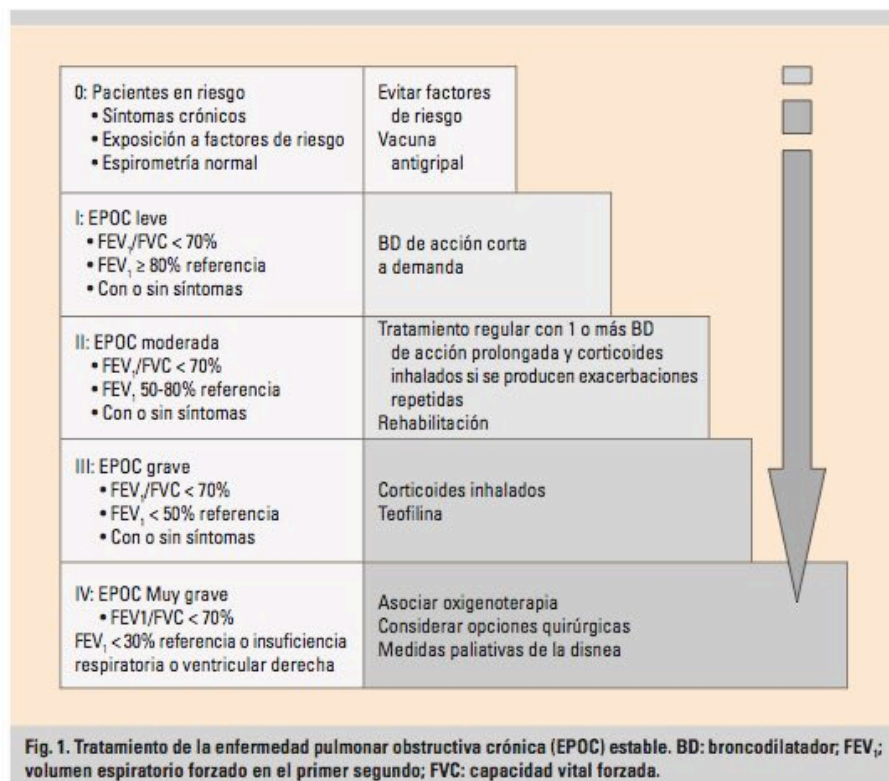 0: Pacientes en riesgo
• Síntomas crónicos
• Exposición a factores de riesgo
• Espirometría normal
Evitar factores
de riesgo
Vacuna
antigripal
I: EPOC leve
• FEV₁/FVC < 70%
• FEV₁ ≥ 80% referencia
• Con o sin síntomas
BD de acción corta
a demanda
II: EPOC moderada
• FEV₁/FVC < 70%
• FEV₁ 50-80% referencia
• Con o sin síntomas
Tratamiento regular con 1 o más BD
de acción prolongada y corticoides
inhalados si se producen exacerbaciones
repetidas
Rehabilitación
III: EPOC grave
• FEV₁/FVC < 70%
• FEV₁ < 50% referencia
• Con o sin síntomas
Corticoides inhalados
Teofilina
IV: EPOC Muy grave
• FEV1/FVC < 70%
FEV₁ <30% referencia o insuficiencia
respiratoria o ventricular derecha
Asociar oxigenoterapia
Considerar opciones quirúrgicas
Medidas paliativas de la disnea
Fig. 1. Tratamiento de la enfermedad pulmonar obstructiva crónica (EPOC) estable. BD: broncodilatador; FEV₁;
volumen espiratorio forzado en el primer segundo; FVC: capacidad vital forzada.